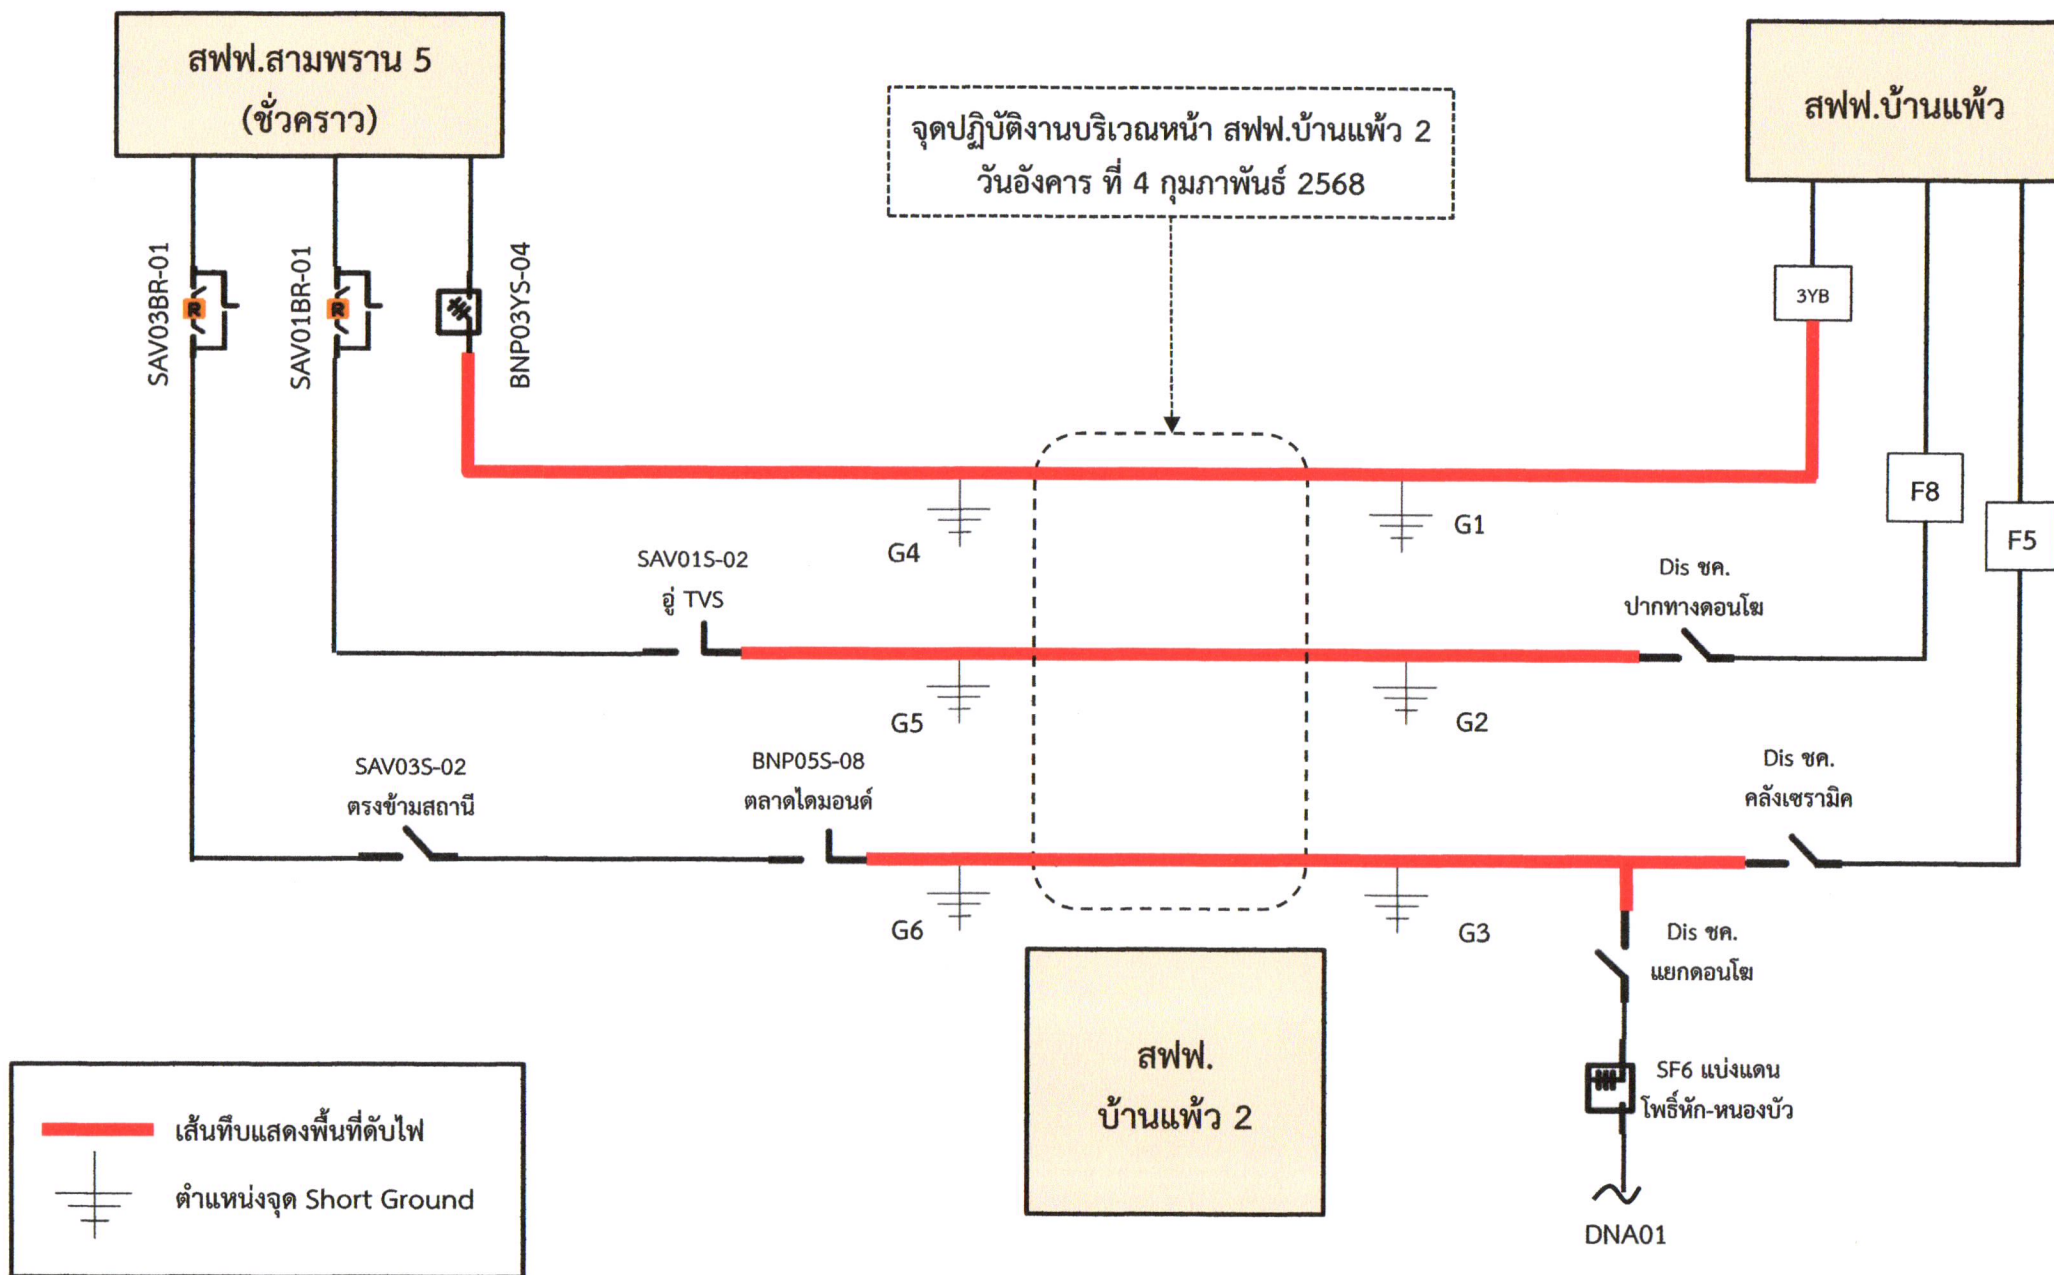 สฟฟ.สามพราน 5
(ชั่วคราว)
สฟฟ.บ้านแพ้ว
จุดปฏิบัติงานบริเวณหน้า สฟฟ.บ้านแพ้ว 2
วันอังคาร ที่ 4 กุมภาพันธ์ 2568
SAV03BR-01
R
SAV01BR-01
R
BNP03YS-04
3YB
F8
F5
G4
G1
SAV01S-02
อู่ TVS
Dis ชค.
ปากทางดอนโฆ
G5
G2
SAV03S-02
ตรงข้ามสถานี
BNP05S-08
ตลาดไดมอนด์
Dis ชค.
คลังเซรามิค
G6
G3
Dis ชค.
แยกดอนโฆ
สฟฟ.
บ้านแพ้ว 2
SF6 แบ่งแดน
โพธิ์หัก-หนองบัว
DNA01
เส้นทึบแสดงพื้นที่ดับไฟ
ตำแหน่งจุด Short Ground